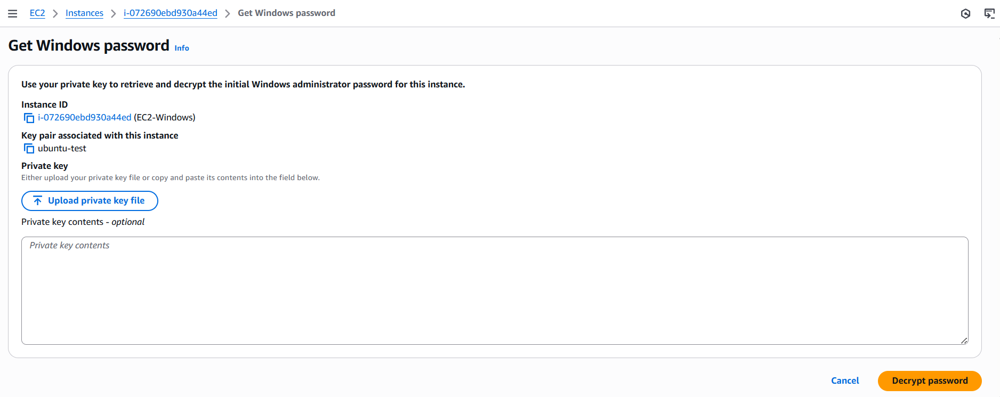 EC2 > Instances > i-072690ebd930a44ed > Get Windows password
Get Windows password Info
Use your private key to retrieve and decrypt the initial Windows administrator password for this instance.
Instance ID
i-072690ebd930a44ed (EC2-Windows)
Key pair associated with this instance
ubuntu-test
Private key
Either upload your private key file or copy and paste its contents into the field below.
Upload private key file
Private key contents - optional
Private key contents
Cancel Decrypt password